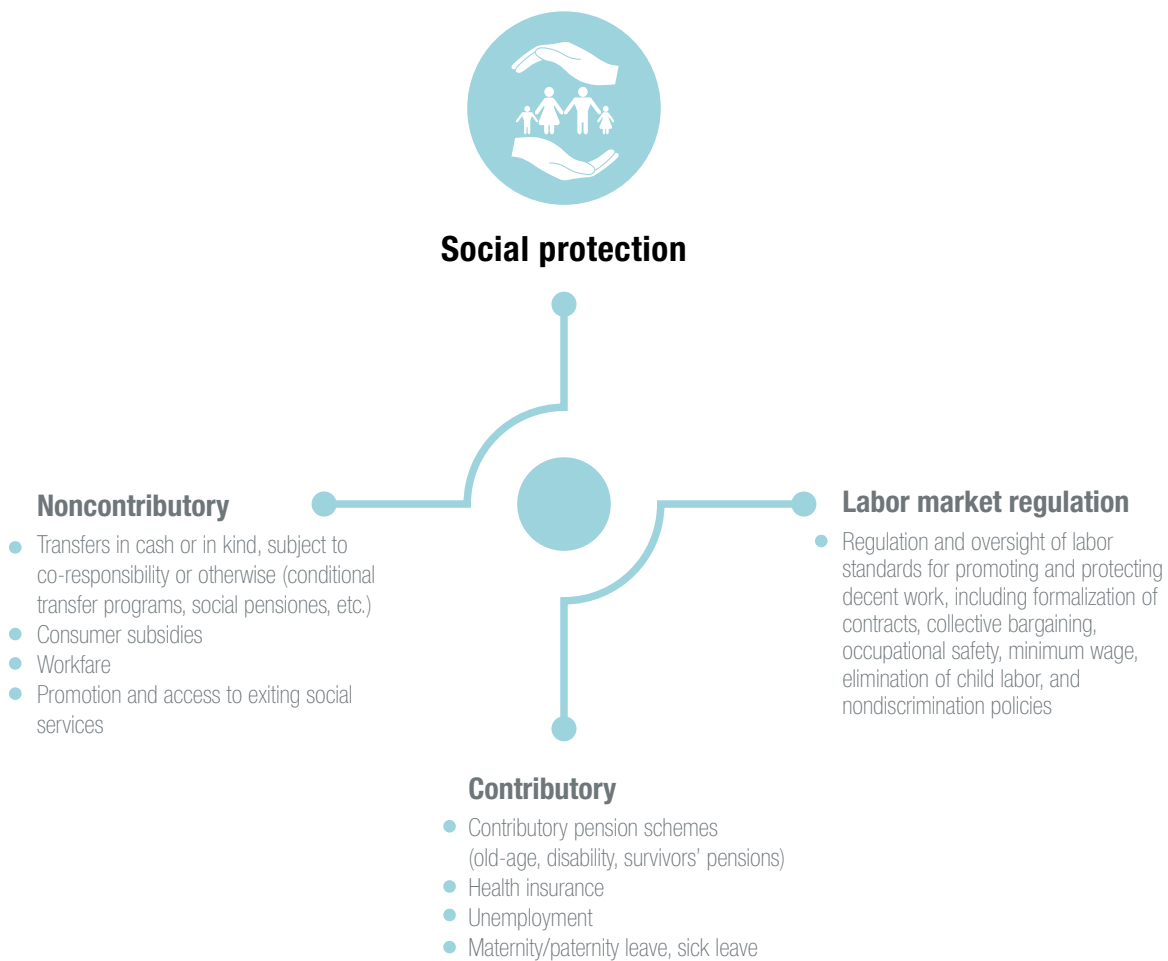 Social protection
Noncontributory
Transfers in cash or in kind, subject to
co-responsibility or otherwise (conditional
transfer programs, social pensiones, etc.)
Consumer subsidies
Workfare
Promotion and access to exiting social
services
Labor market regulation
Regulation and oversight of labor
standards for promoting and protecting
decent work, including formalization of
contracts, collective bargaining,
occupational safety, minimum wage,
elimination of child labor, and
nondiscrimination policies
Contributory
Contributory pension schemes
(old-age, disability, survivors’ pensions)
Health insurance
Unemployment
Maternity/paternity leave, sick leave